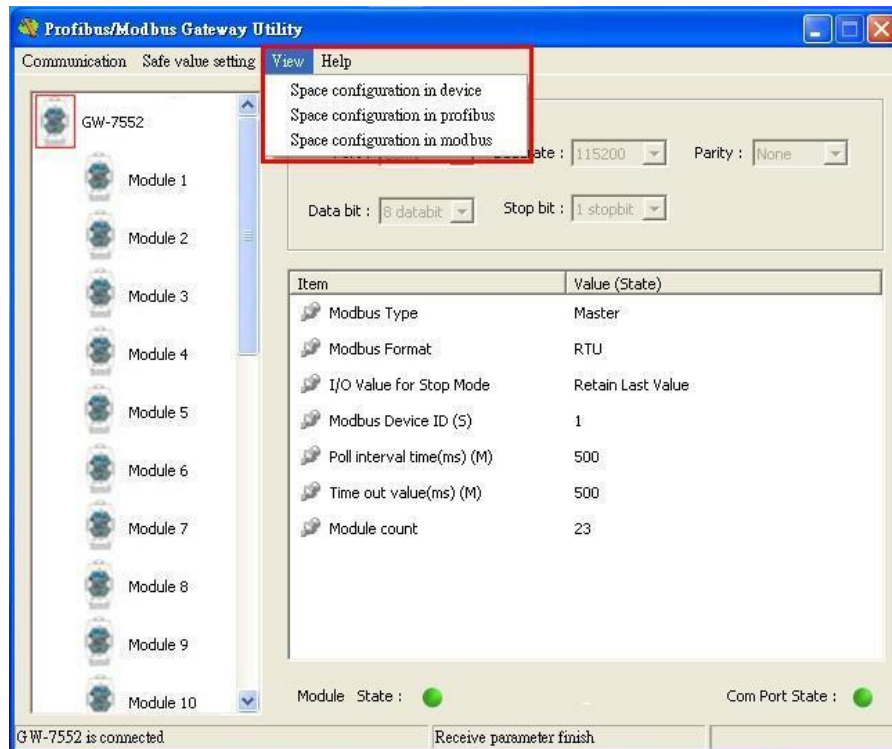 Profibus/Modbus Gateway Utility
Communication Safe value setting View Help
Space configuration in device
Space configuration in profibus
Space configuration in modbus
GW-7552
115200 Parity : None
Data bit : 8 databit Stop bit : 1 stopbit
Module 1
Module 2
Module 3
Module 4
Module 5
Module 6
Module 7
Module 8
Module 9
Module 10
Item Value (State)
Modbus Type Master
Modbus Format RTU
I/O Value for Stop Mode Retain Last Value
Modbus Device ID (S) 1
Poll interval time(ms) (M) 500
Time out value(ms) (M) 500
Module count 23
Module State : Com Port State :
GW-7552 is connected Receive parameter finish